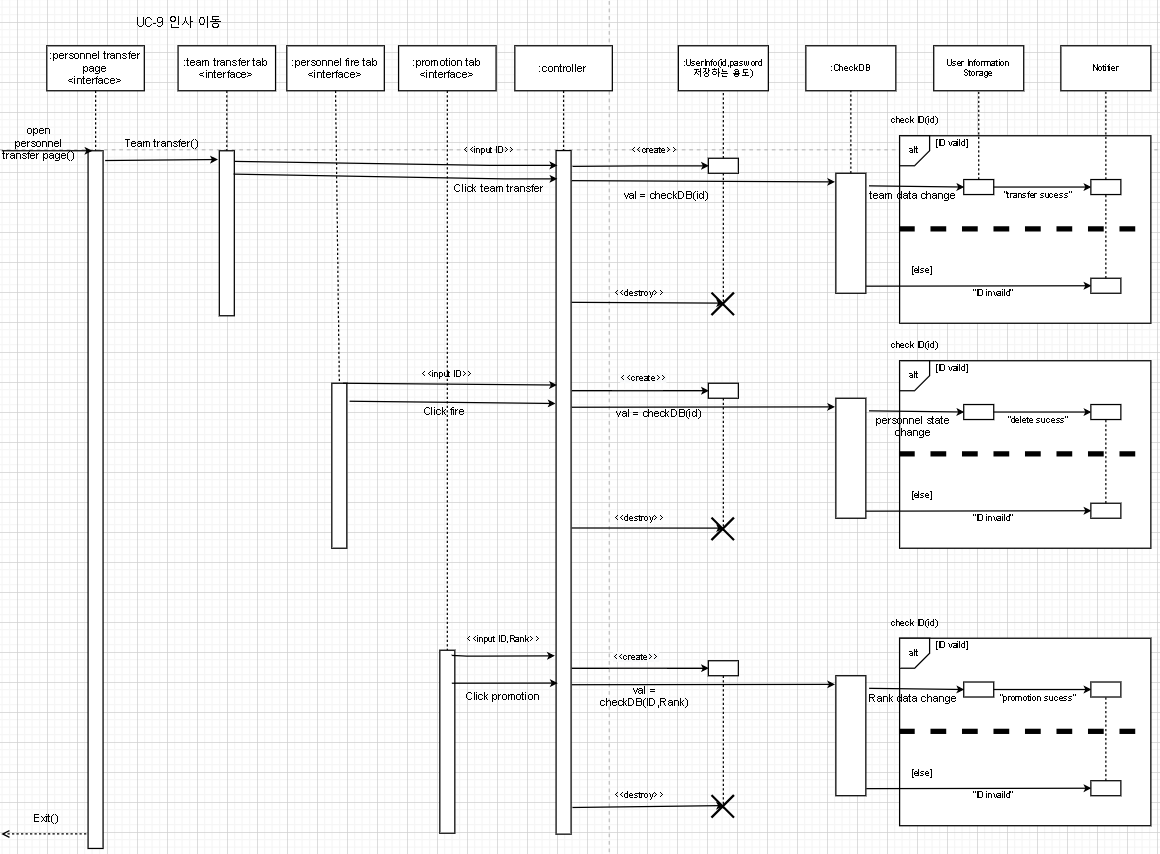 UC-9 인사 이동
:personnel transfer
page
<interface>
:team transfer tab
<interface>
:personnel fire tab
<interface>
:promotion tab
<interface>
:controller
:UserInfo(id,pasword
저장하는 용도)
:CheckDB
User Information
Storage
Notifier
open
personnel
transfer page()
Team transfer()
<<input ID>>
Click team transfer
<<create>>
val = checkDB(id)
<<destroy>>
check ID(id)
alt
[ID vaild]
team data change
"transfer sucess"
[else]
"ID invaild"
<<input ID>>
Click fire
<<create>>
val = checkDB(id)
<<destroy>>
check ID(id)
alt
[ID vaild]
personnel state
change
"delete sucess"
[else]
"ID invaild"
<<input ID,Rank>>
Click promotion
<<create>>
val =
checkDB(ID,Rank)
<<destroy>>
check ID(id)
alt
[ID vaild]
Rank data change
"promotion sucess"
[else]
"ID invaild"
Exit()